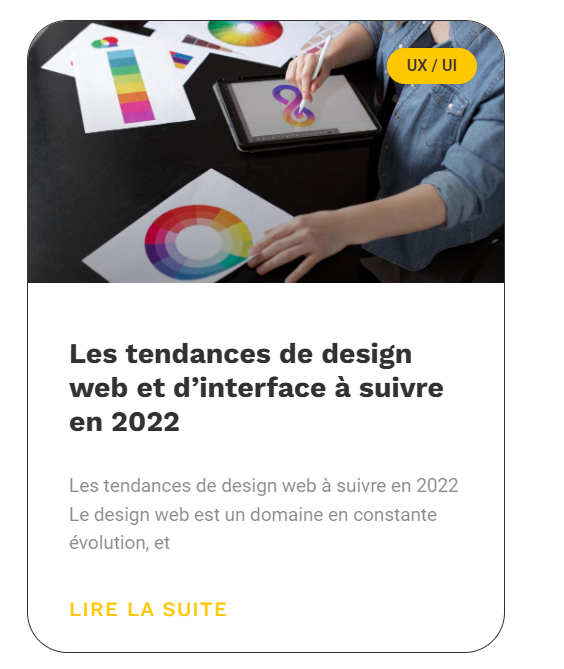 UX / UI
Les tendances de design
web et d’interface à suivre
en 2022
Les tendances de design web à suivre en 2022
Le design web est un domaine en constante
évolution, et
LIRE LA SUITE